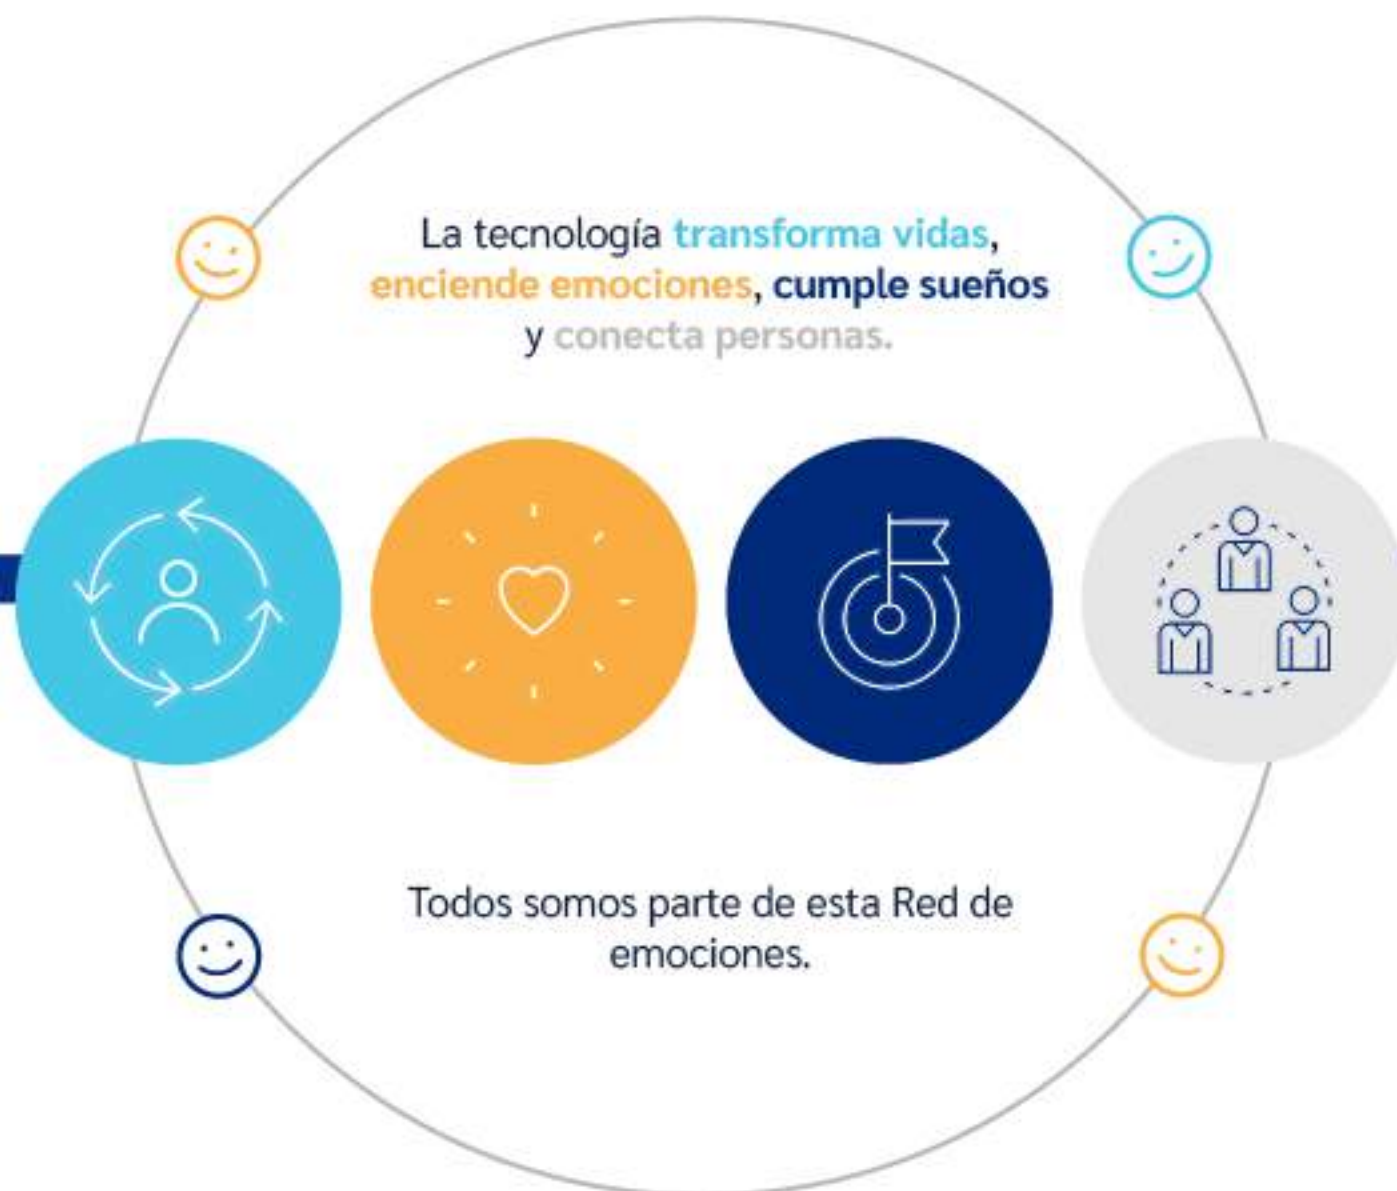 La tecnología transforma vidas,
enciende emociones, cumple sueños
y conecta personas.
Todos somos parte de esta Red de
emociones.